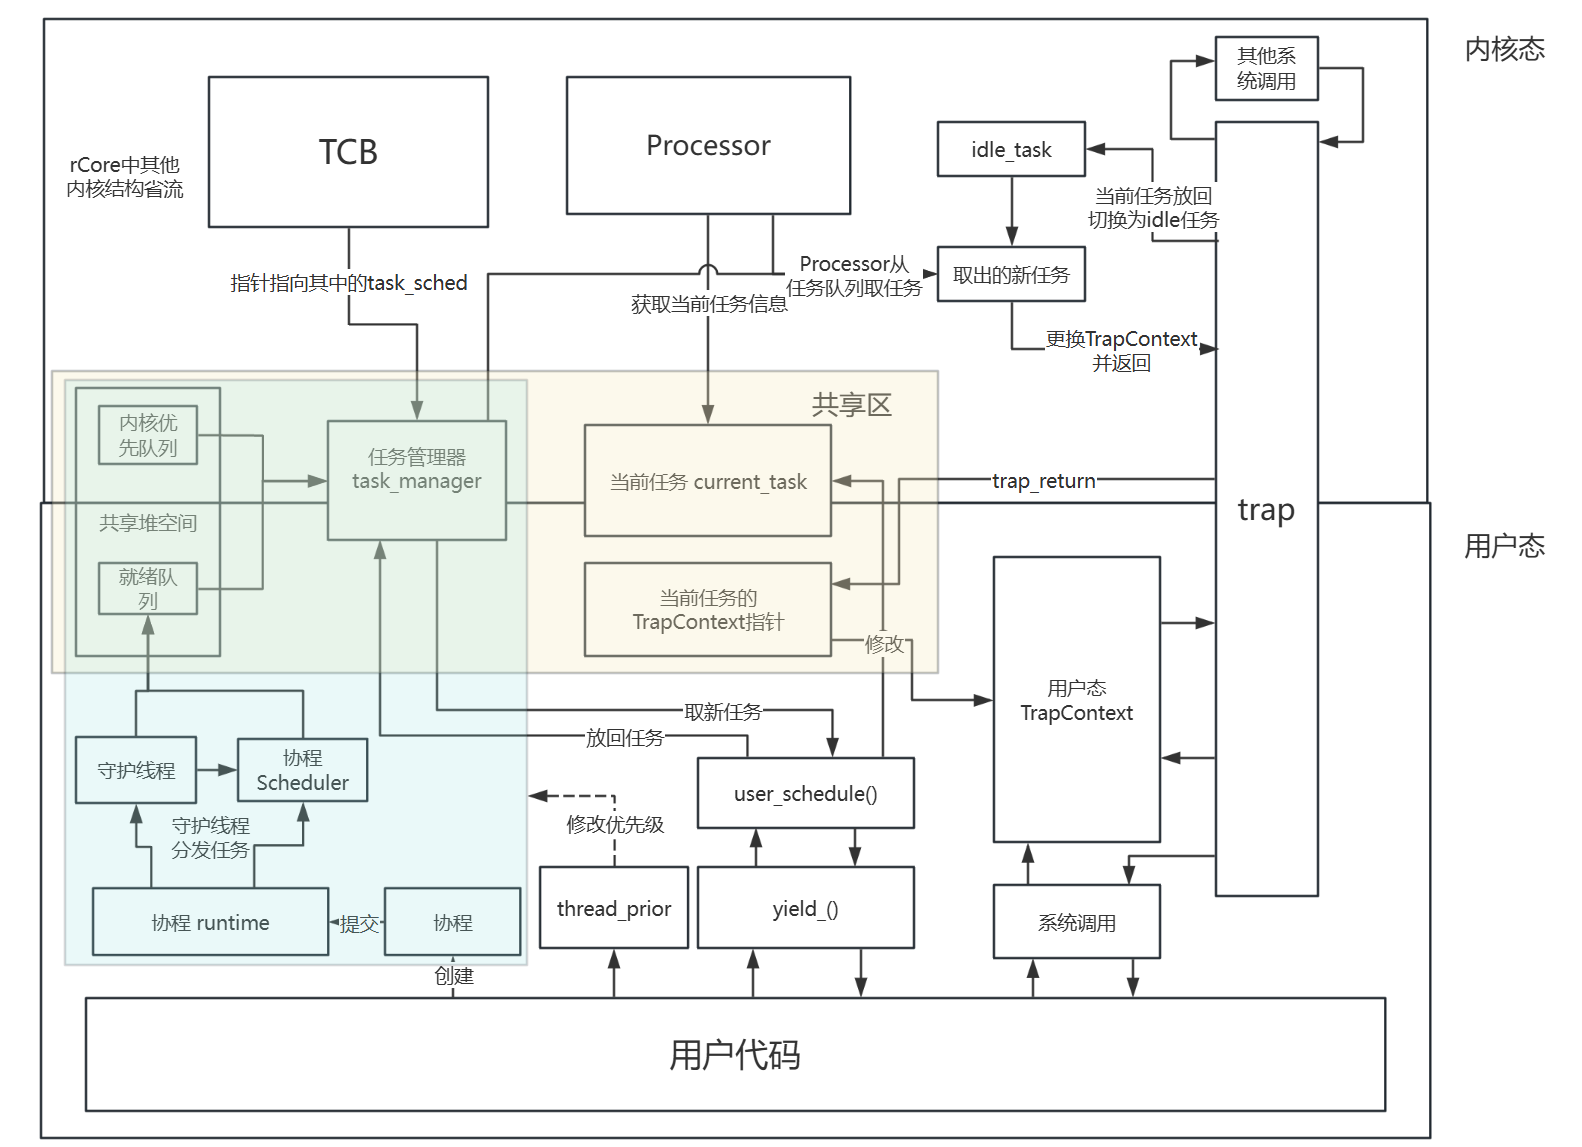 内核态
其他系
统调用
TCB
Processor
idle_task
rCore中其他
内核结构省流
当前任务放回
切换为idle任务
指针指向其中的task_sched
Processor从
任务队列取任务
取出的新任务
获取当前任务信息
更换TrapContext
并返回
共享区
内核优
先队列
任务管理器
task_manager
当前任务 current_task
trap_return
trap
共享堆空间
用户态
就绪队
列
当前任务的
TrapContext指针
修改
用户态
TrapContext
取新任务
放回任务
守护线程
协程
Scheduler
user_schedule()
守护线程
分发任务
修改优先级
协程 runtime
提交
协程
thread_prior
yield_()
系统调用
创建
用户代码